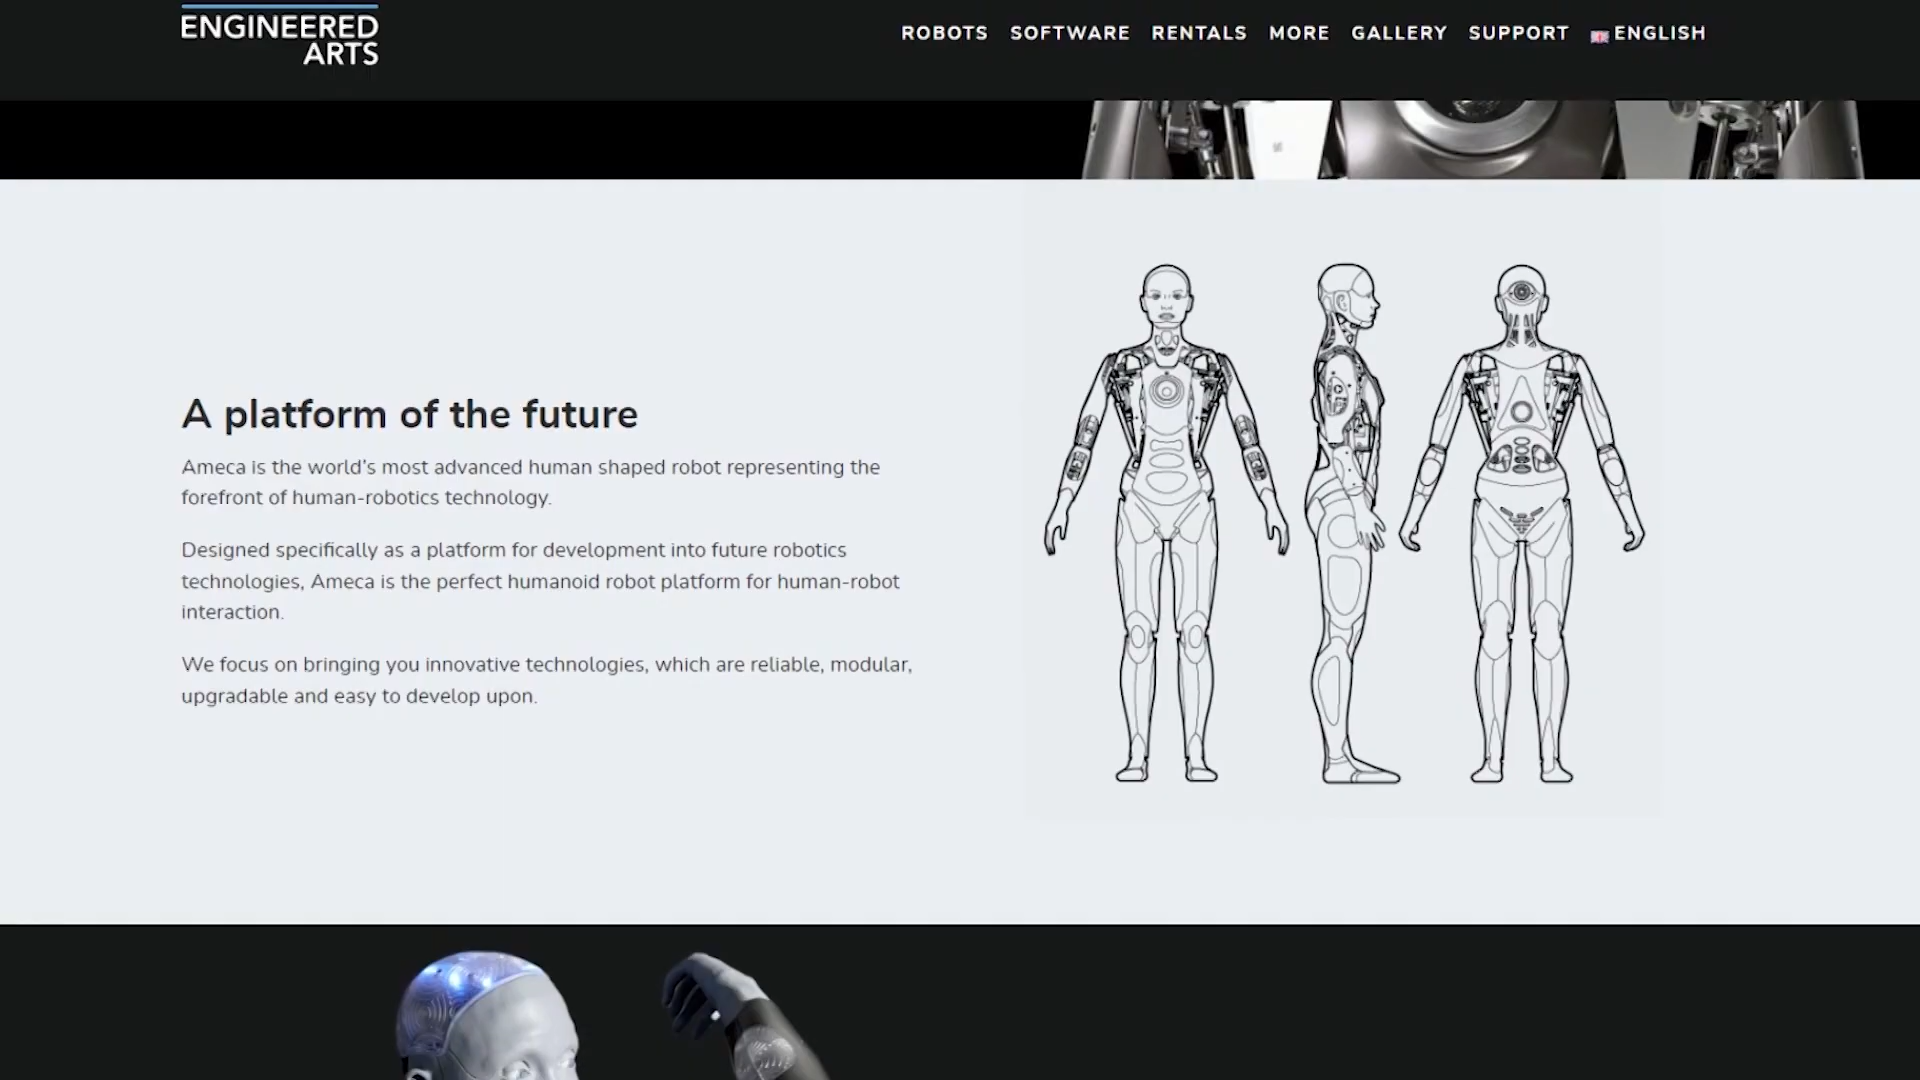 ENGINEERED
ARTS
ROBOTS SOFTWARE RENTALS MORE GALLERY SUPPORT ENGLISH
A platform of the future
Ameca is the world's most advanced human shaped robot representing the
forefront of human-robotics technology.
Designed specifically as a platform for development into future robotics
technologies, Ameca is the perfect humanoid robot platform for human-robot
interaction.
We focus on bringing you innovative technologies, which are reliable, modular,
upgradable and easy to develop upon.